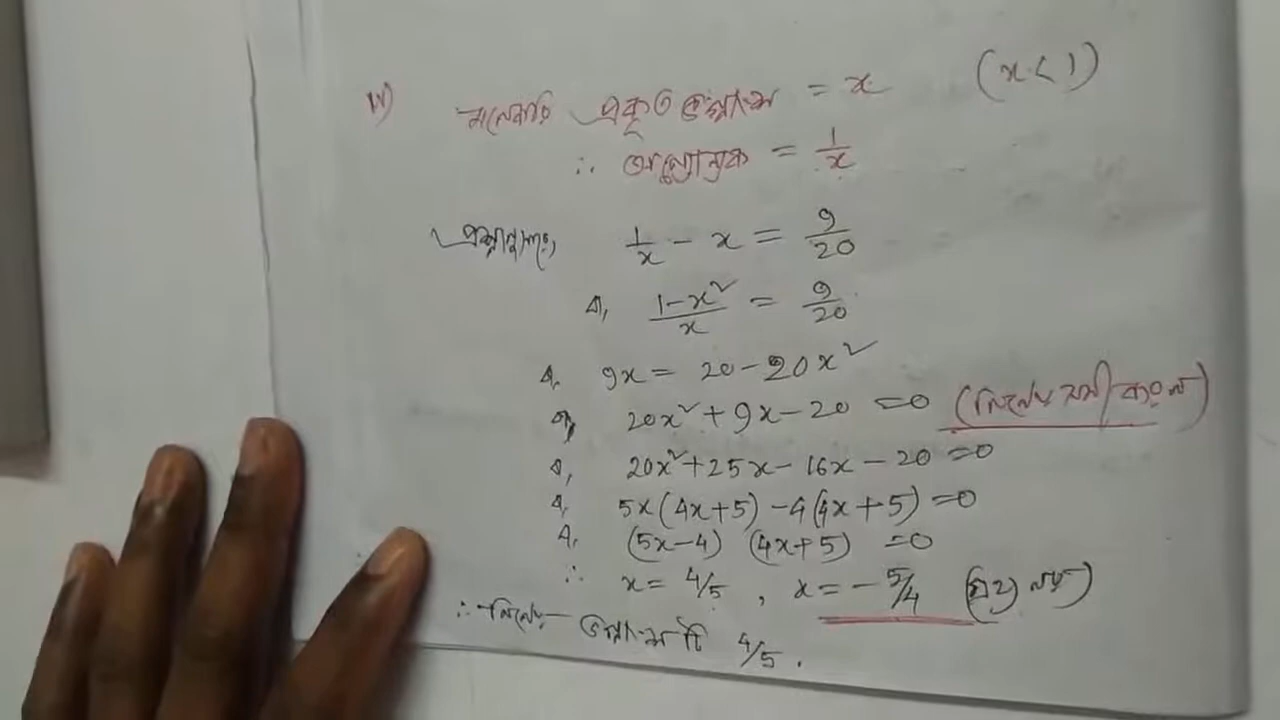 iv) মনেকরি প্রকৃত ভগ্নাংশ = x (x < 1)
∴ অন্যোন্যক = 1/x
প্রশ্নানুসারে, 1/x - x = 9/20
বা, (1-x²)/x = 9/20
বা, 9x = 20 - 20x²
বা, 20x² + 9x - 20 = 0 (নির্ণেয় সমীকরণ)
বা, 20x² + 25x - 16x - 20 = 0
বা, 5x(4x+5) - 4(4x+5) = 0
বা, (5x-4) (4x+5) = 0
∴ x = 4/5 , x = - 5/4 (গ্রাহ্য নয়)
∴ নির্ণেয় ভগ্নাংশটি 4/5 .